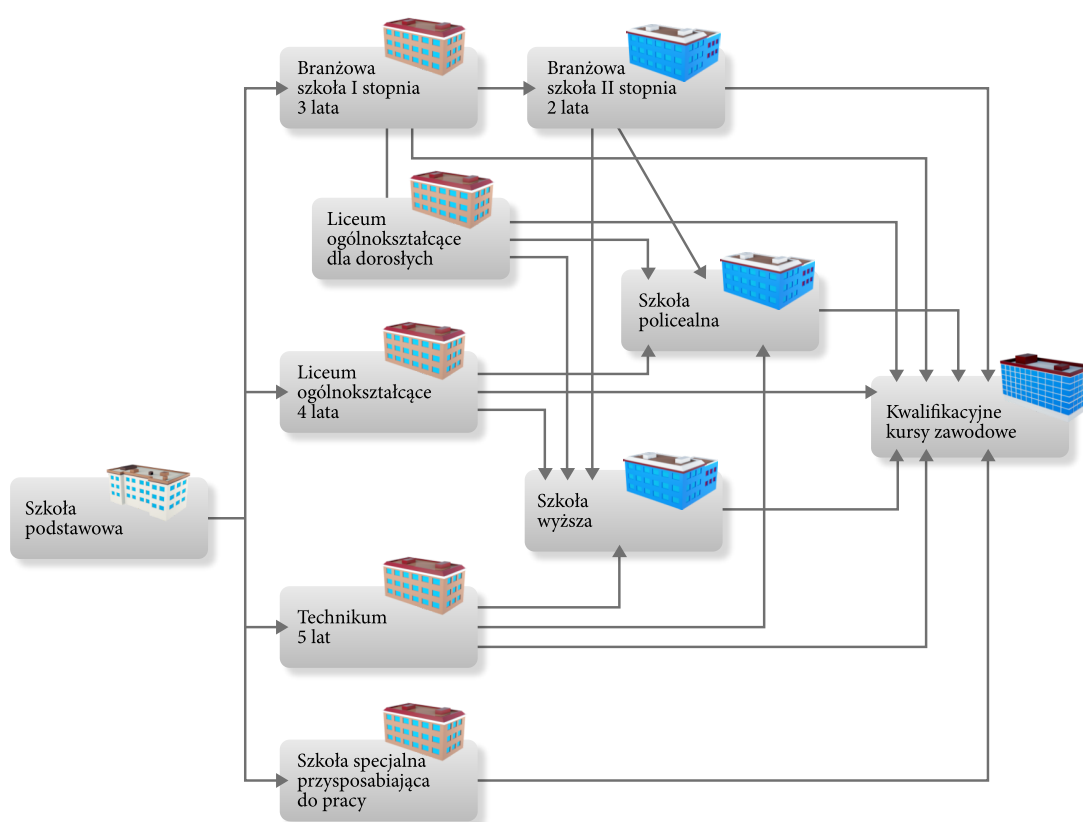 Branżowa
szkoła I stopnia
3 lata
Branżowa
szkoła II stopnia
2 lata
Liceum
ogólnokształcące
dla dorosłych
Szkoła
policealna
Liceum
ogólnokształcące
4 lata
Kwalifikacyjne
kursy zawodowe
Szkoła
podstawowa
Szkoła
wyższa
Technikum
5 lat
Szkoła specjalna
przysposabiająca
do pracy